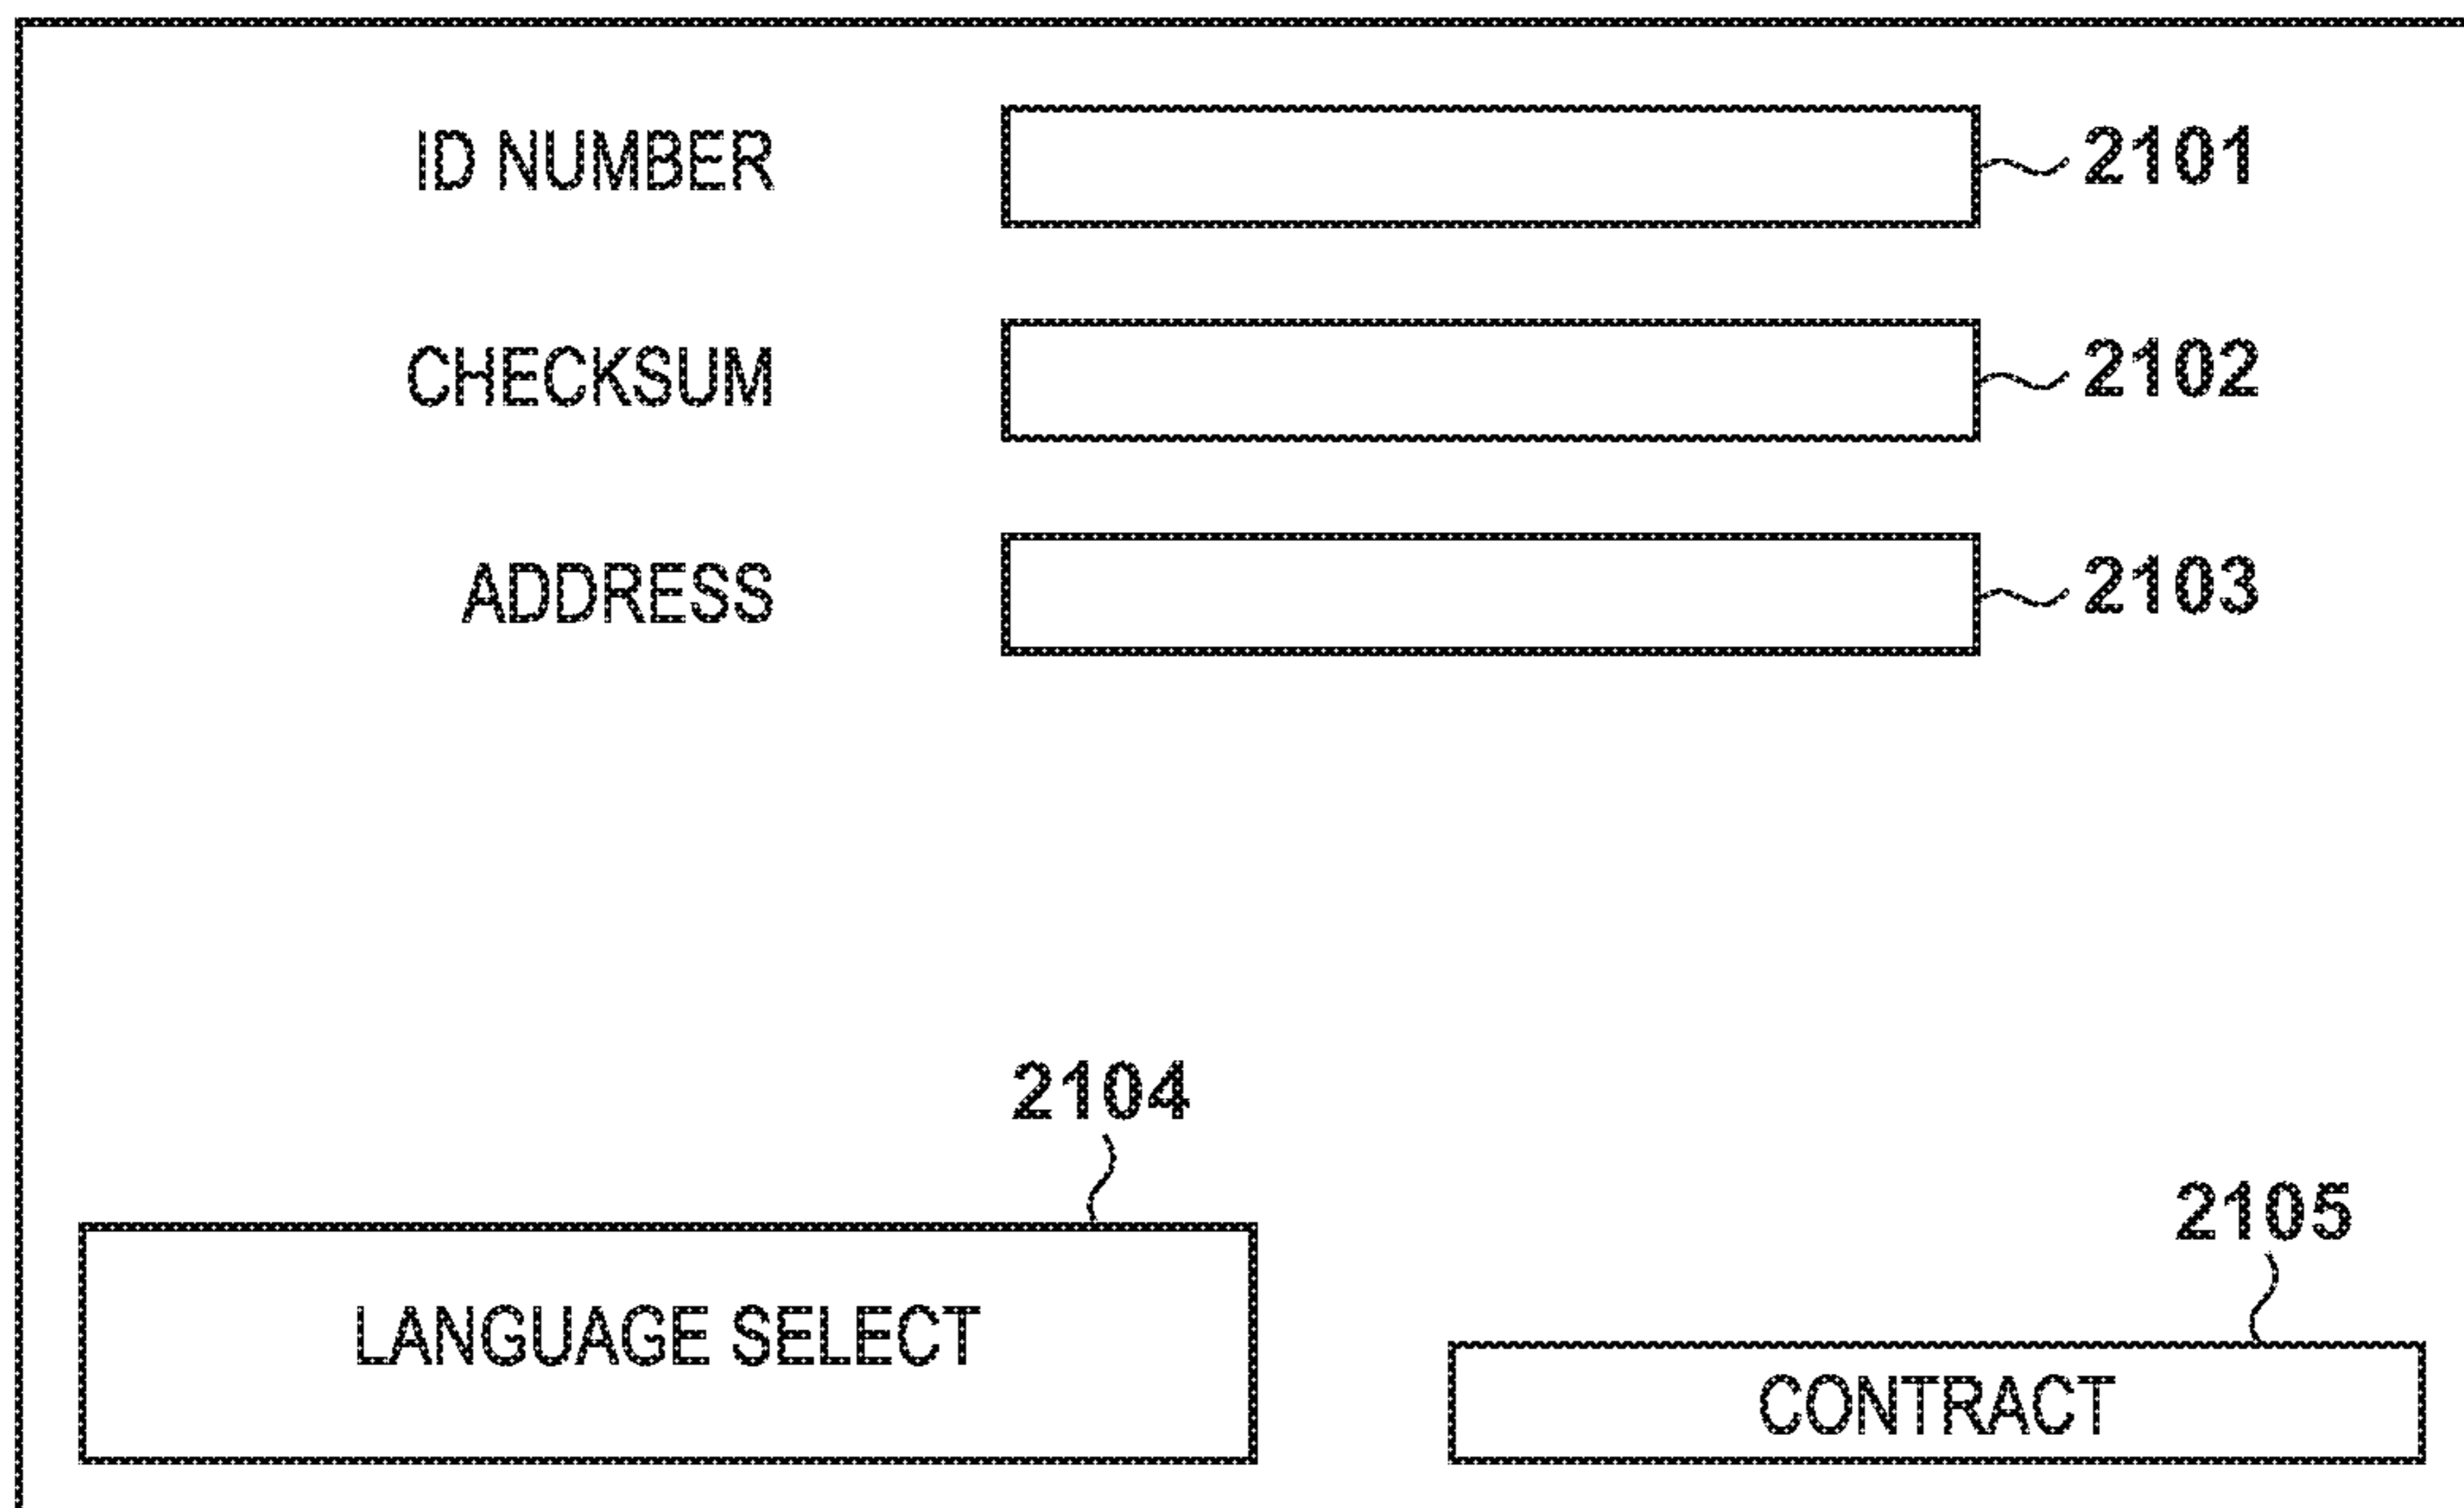 ID NUMBER 2101
CHECKSUM 2102
ADDRESS 2103
2104
2105
LANGUAGE SELECT
CONTRACT